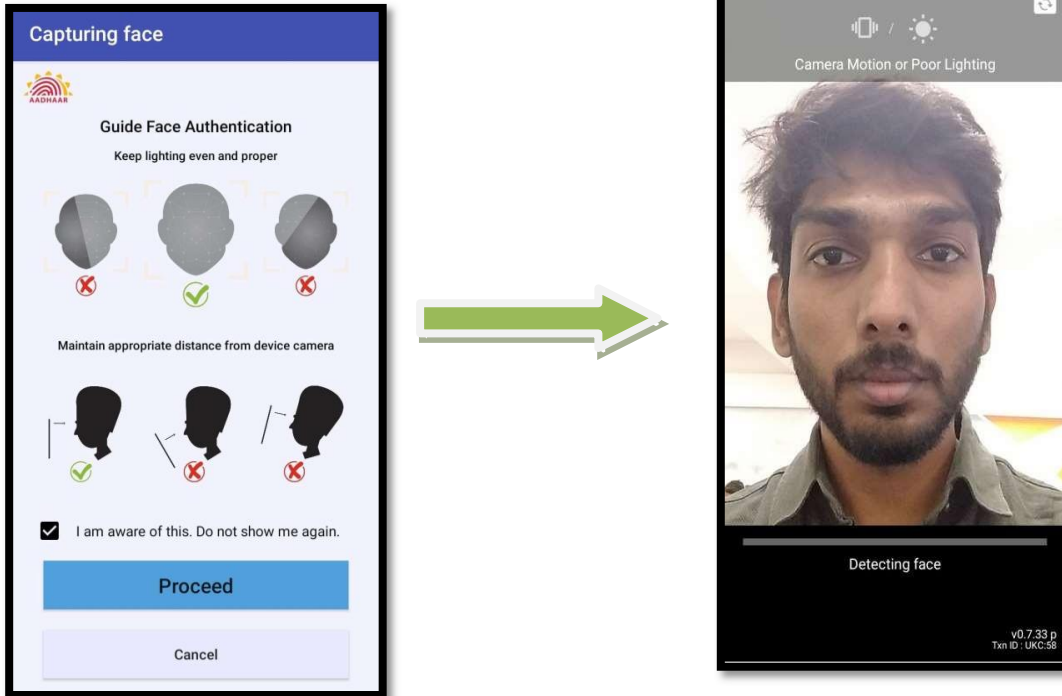 Capturing face
AADHAAR
Guide Face Authentication
Keep lighting even and proper
Maintain appropriate distance from device camera
I am aware of this. Do not show me again.
Proceed
Cancel
/
Camera Motion or Poor Lighting
Detecting face
v0.7.33 p
Txn ID : UKC:58